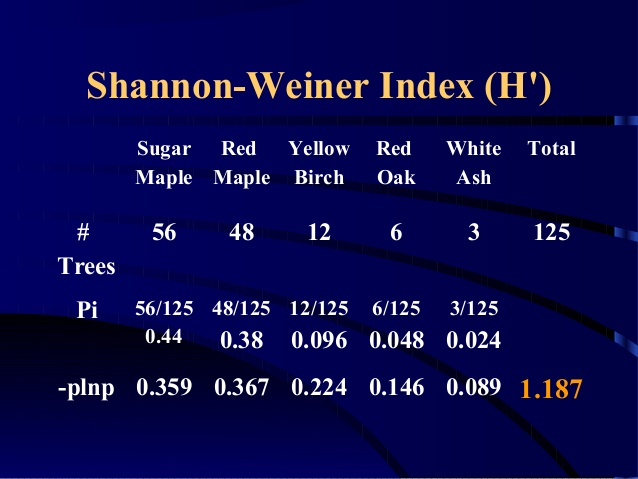 Shannon-Weiner Index (H')
Sugar Maple Red Maple Yellow Birch Red Oak White Ash Total
# Trees 56 48 12 6 3 125
Pi 56/125 48/125 12/125 6/125 3/125
0.44 0.38 0.096 0.048 0.024
-plnp 0.359 0.367 0.224 0.146 0.089 1.187